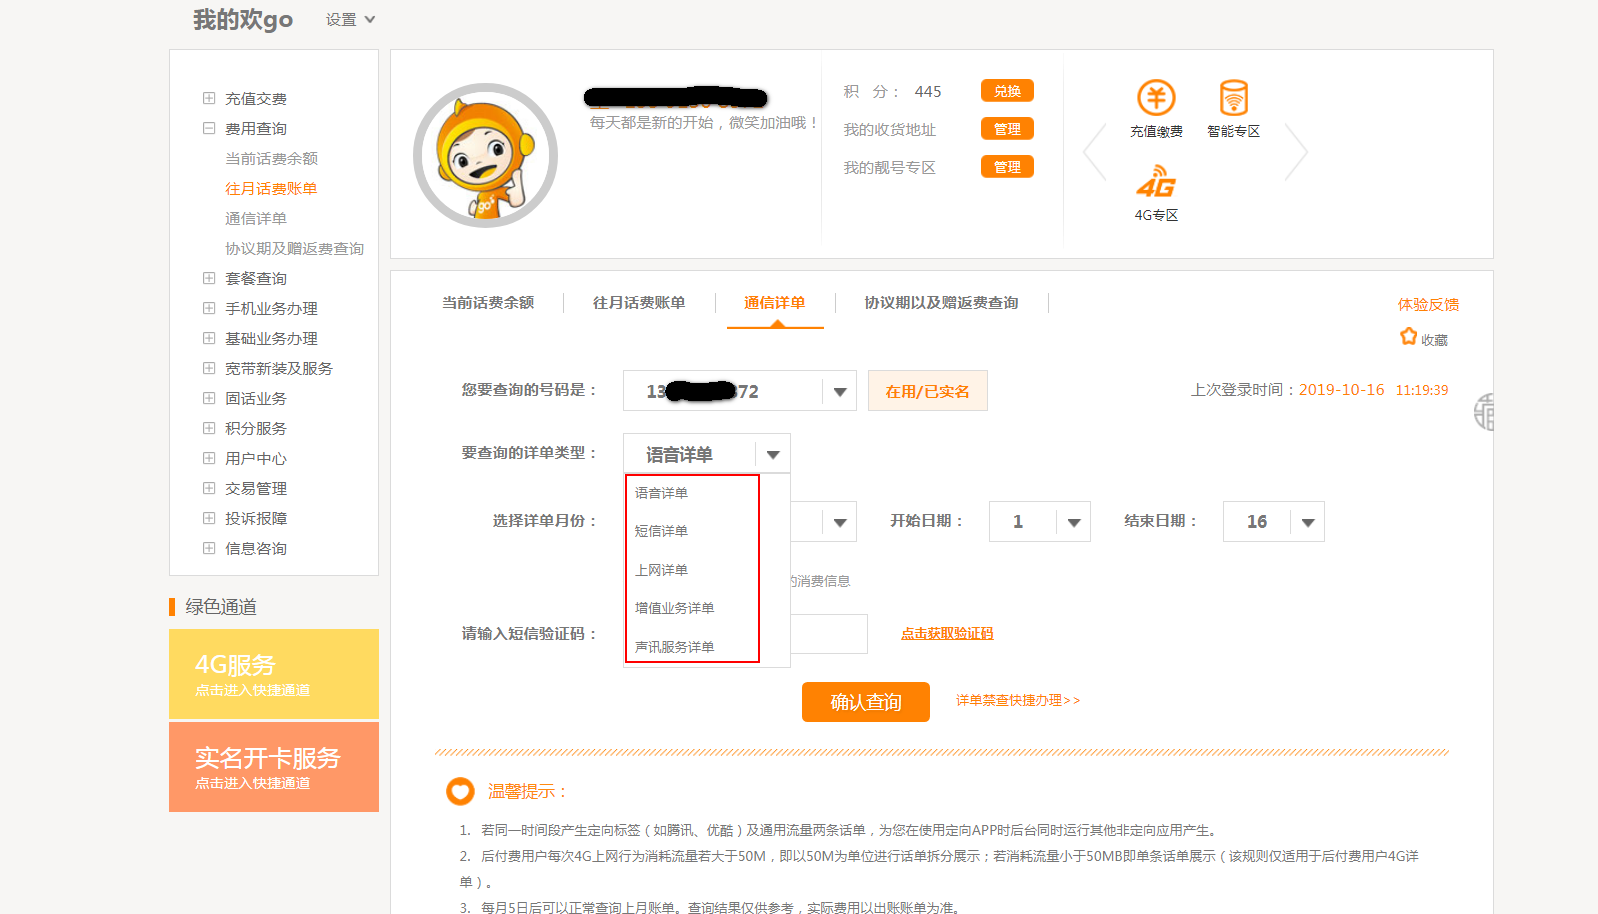 我的欢go
设置
充值交费
费用查询
当前话费余额
往月话费账单
通信详单
协议期及赠返费查询
套餐查询
手机业务办理
基础业务办理
宽带新装及服务
固话业务
积分服务
用户中心
交易管理
投诉报障
信息咨询
绿色通道
4G服务
点击进入快捷通道
实名开卡服务
点击进入快捷通道
go
每天都是新的开始，微笑加油哦！
积 分： 445 兑换
我的收货地址 管理
我的靓号专区 管理
充值缴费 智能专区
4G
4G专区
当前话费余额 往月话费账单 通信详单 协议期以及赠返费查询
体验反馈
收藏
您要查询的号码是： 13 72 在用/已实名 上次登录时间：2019-10-16 11:19:39
要查询的详单类型： 语音详单
语音详单
短信详单
上网详单
增值业务详单
声讯服务详单
选择详单月份： 开始日期： 1 结束日期： 16
的消费信息
请输入短信验证码： 点击获取验证码
确认查询 详单禁查快捷办理>>
温馨提示：
1. 若同一时间段产生定向标签（如腾讯、优酷）及通用流量两条话单，为您在使用定向APP时后台同时运行其他非定向应用产生。
2. 后付费用户每次4G上网行为消耗流量若大于50M，即以50M为单位进行话单拆分展示；若消耗流量小于50MB即单条话单展示（该规则仅适用于后付费用户4G详
单）。
3. 每月5日后可以正常查询上月账单。查询结果仅供参考，实际费用以出账账单为准。